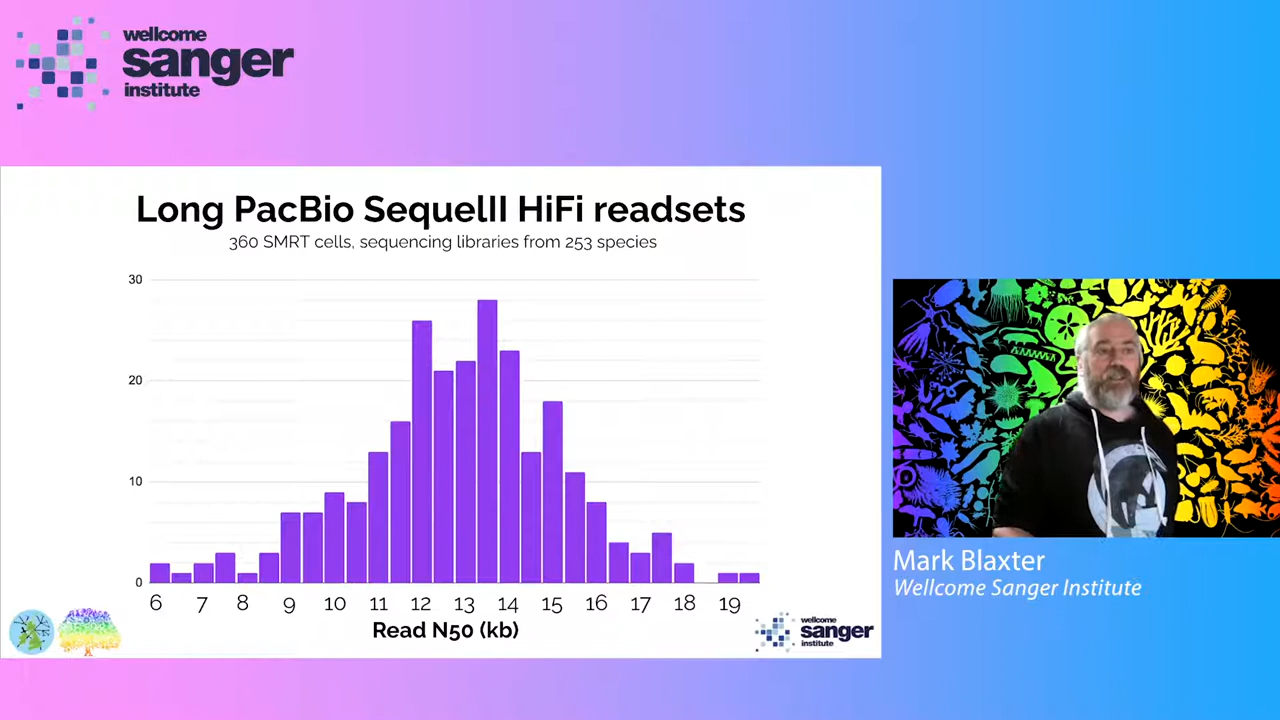 wellcome
sanger
institute
Long PacBio SequelII HiFi readsets
360 SMRT cells, sequencing libraries from 253 species
30
20
10
0
6 7 8 9 10 11 12 13 14 15 16 17 18 19
Read N50 (kb)
wellcome
sanger
institute
Mark Blaxter
Wellcome Sanger Institute